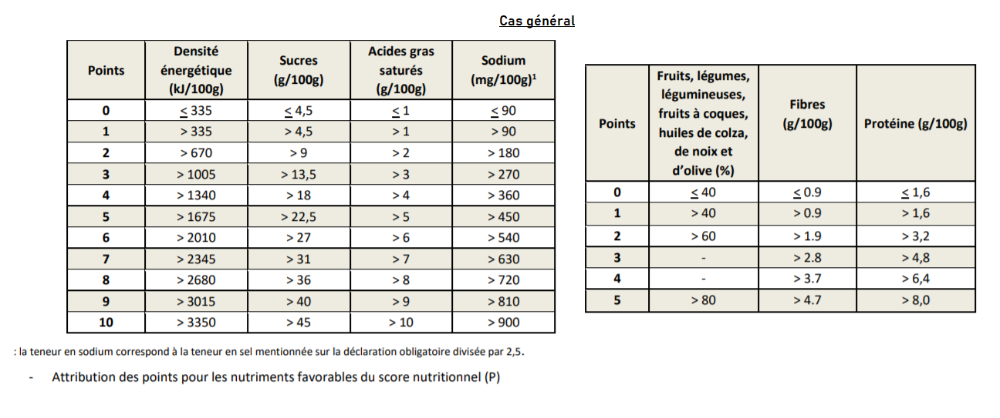 Cas général
Points | Densité énergétique (kJ/100g) | Sucres (g/100g) | Acides gras saturés (g/100g) | Sodium (mg/100g)¹
0 | ≤ 335 | ≤ 4,5 | ≤ 1 | ≤ 90
1 | > 335 | > 4,5 | > 1 | > 90
2 | > 670 | > 9 | > 2 | > 180
3 | > 1005 | > 13,5 | > 3 | > 270
4 | > 1340 | > 18 | > 4 | > 360
5 | > 1675 | > 22,5 | > 5 | > 450
6 | > 2010 | > 27 | > 6 | > 540
7 | > 2345 | > 31 | > 7 | > 630
8 | > 2680 | > 36 | > 8 | > 720
9 | > 3015 | > 40 | > 9 | > 810
10 | > 3350 | > 45 | > 10 | > 900
Points | Fruits, légumes, légumineuses, fruits à coques, huiles de colza, de noix et d’olive (%) | Fibres (g/100g) | Protéine (g/100g)
0 | ≤ 40 | ≤ 0.9 | ≤ 1,6
1 | > 40 | > 0.9 | > 1,6
2 | > 60 | > 1.9 | > 3,2
3 | - | > 2.8 | > 4,8
4 | - | > 3.7 | > 6,4
5 | > 80 | > 4.7 | > 8,0
: la teneur en sodium correspond à la teneur en sel mentionnée sur la déclaration obligatoire divisée par 2,5.
- Attribution des points pour les nutriments favorables du score nutritionnel (P)